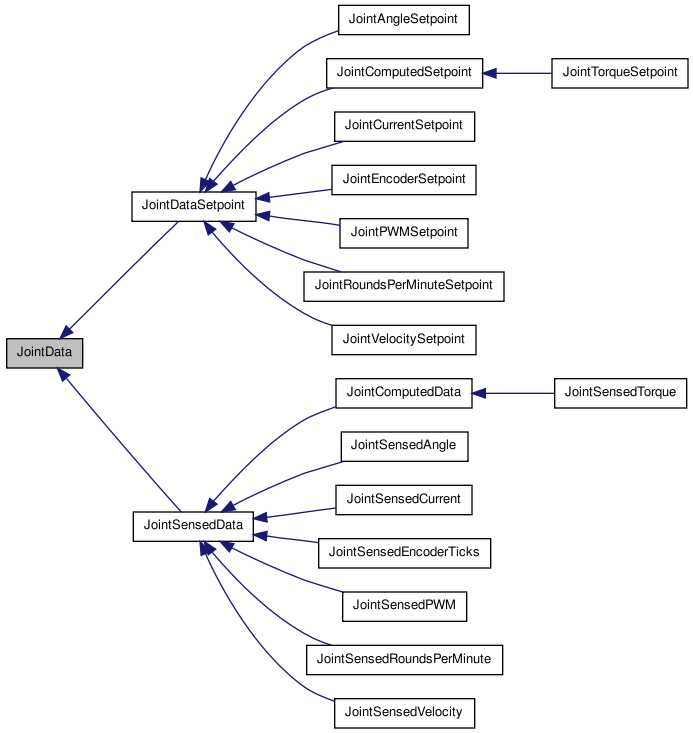 JointAngleSetpoint
JointComputedSetpoint
JointTorqueSetpoint
JointCurrentSetpoint
JointEncoderSetpoint
JointDataSetpoint
JointPWMSetpoint
JointRoundsPerMinuteSetpoint
JointVelocitySetpoint
JointData
JointComputedData
JointSensedTorque
JointSensedAngle
JointSensedCurrent
JointSensedData
JointSensedEncoderTicks
JointSensedPWM
JointSensedRoundsPerMinute
JointSensedVelocity